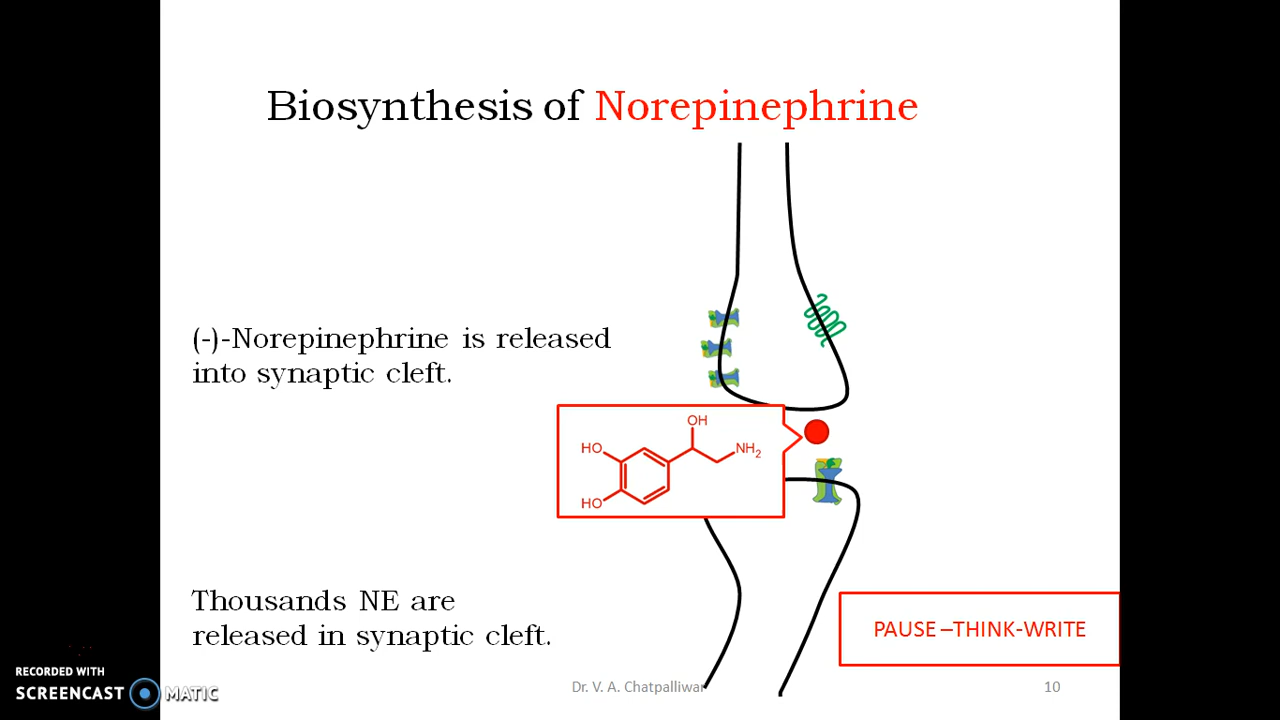 Biosynthesis of Norepinephrine
(-)-Norepinephrine is released
into synaptic cleft.
OH
HO
NH2
HO
Thousands NE are
released in synaptic cleft.
PAUSE –THINK-WRITE
RECORDED WITH
SCREENCAST MATIC
Dr. V. A. Chatpalliwar
10